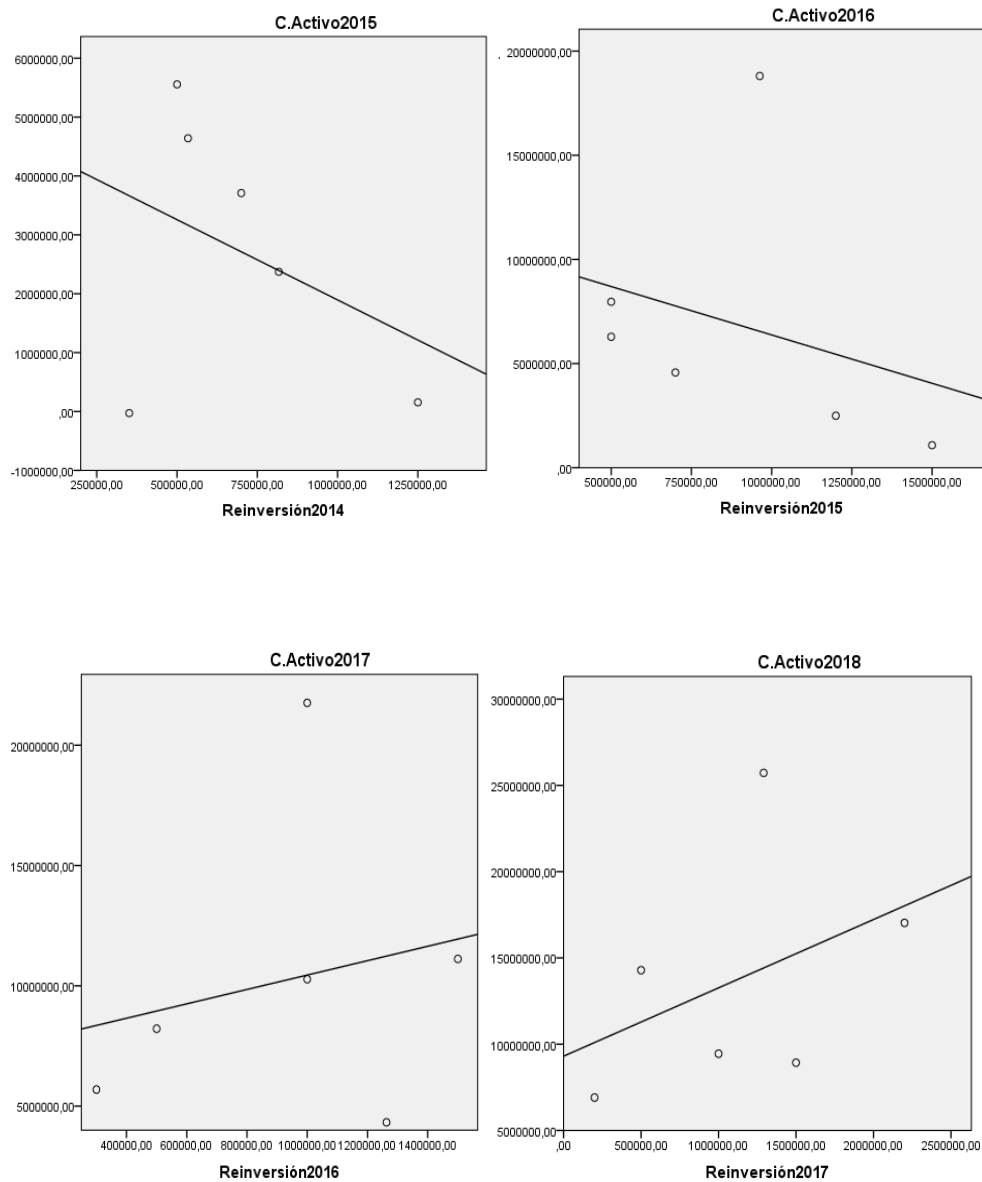 C.Activo2015
6000000,00
5000000,00
4000000,00
3000000,00
2000000,00
1000000,00
,00
-1000000,00
250000,00 500000,00 750000,00 1000000,00 1250000,00
Reinversión2014
C.Activo2016
20000000,00
15000000,00
10000000,00
5000000,00
,00
500000,00 750000,00 1000000,00 1250000,00 1500000,00
Reinversión2015
C.Activo2017
20000000,00
15000000,00
10000000,00
5000000,00
400000,00 600000,00 800000,00 1000000,00 1200000,00 1400000,00
Reinversión2016
C.Activo2018
30000000,00
25000000,00
20000000,00
15000000,00
10000000,00
5000000,00
,00 500000,00 1000000,00 1500000,00 2000000,00 2500000,00
Reinversión2017